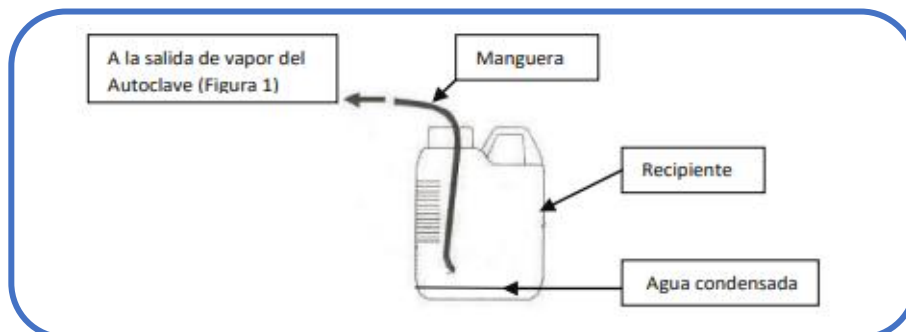 A la salida de vapor del
Autoclave (Figura 1)
Manguera
Recipiente
Agua condensada